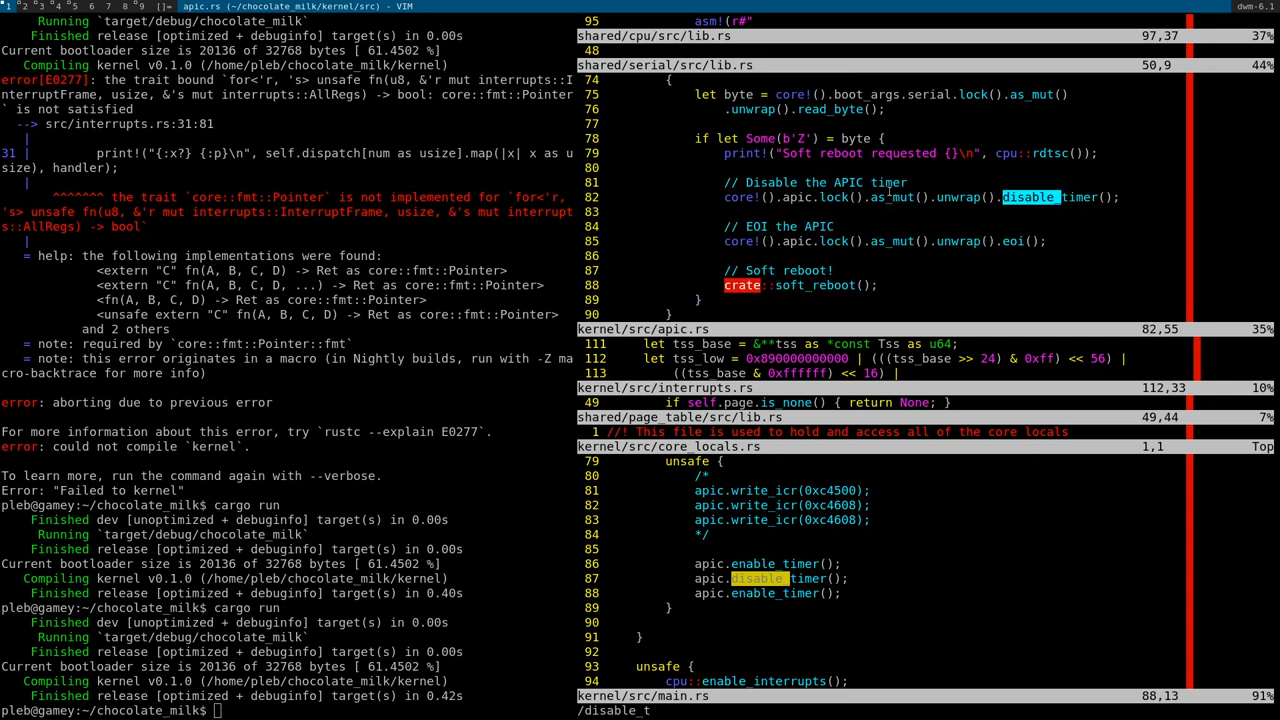 1 2 3 4 5 6 7 8 9 []= apic.rs (~/chocolate_milk/kernel/src) - VIM dwm-6.1
Running `target/debug/chocolate_milk`
Finished release [optimized + debuginfo] target(s) in 0.00s
Current bootloader size is 20136 of 32768 bytes [ 61.4502 %]
Compiling kernel v0.1.0 (/home/pleb/chocolate_milk/kernel)
error[E0277]: the trait bound `for<'r, 's> unsafe fn(u8, &'r mut interrupts::I
nterruptFrame, usize, &'s mut interrupts::AllRegs) -> bool: core::fmt::Pointer
` is not satisfied
--> src/interrupts.rs:31:81
|
31 | print!("{:x?} {:p}\n", self.dispatch[num as usize].map(|x| x as u
size), handler);
|
^^^^^^^ the trait `core::fmt::Pointer` is not implemented for `for<'r,
's> unsafe fn(u8, &'r mut interrupts::InterruptFrame, usize, &'s mut interrupt
s::AllRegs) -> bool`
|
= help: the following implementations were found:
<extern "C" fn(A, B, C, D) -> Ret as core::fmt::Pointer>
<extern "C" fn(A, B, C, D, ...) -> Ret as core::fmt::Pointer>
<fn(A, B, C, D) -> Ret as core::fmt::Pointer>
<unsafe extern "C" fn(A, B, C, D) -> Ret as core::fmt::Pointer>
and 2 others
= note: required by `core::fmt::Pointer::fmt`
= note: this error originates in a macro (in Nightly builds, run with -Z ma
cro-backtrace for more info)
error: aborting due to previous error
For more information about this error, try `rustc --explain E0277`.
error: could not compile `kernel`.
To learn more, run the command again with --verbose.
Error: "Failed to kernel"
pleb@gamey:~/chocolate_milk$ cargo run
Finished dev [unoptimized + debuginfo] target(s) in 0.00s
Running `target/debug/chocolate_milk`
Finished release [optimized + debuginfo] target(s) in 0.00s
Current bootloader size is 20136 of 32768 bytes [ 61.4502 %]
Compiling kernel v0.1.0 (/home/pleb/chocolate_milk/kernel)
Finished release [optimized + debuginfo] target(s) in 0.40s
pleb@gamey:~/chocolate_milk$ cargo run
Finished dev [unoptimized + debuginfo] target(s) in 0.00s
Running `target/debug/chocolate_milk`
Finished release [optimized + debuginfo] target(s) in 0.00s
Current bootloader size is 20136 of 32768 bytes [ 61.4502 %]
Compiling kernel v0.1.0 (/home/pleb/chocolate_milk/kernel)
Finished release [optimized + debuginfo] target(s) in 0.42s
pleb@gamey:~/chocolate_milk$
95 asm!(r#"
shared/cpu/src/lib.rs 97,37 37%
48
shared/serial/src/lib.rs 50,9 44%
74 {
75 let byte = core!().boot_args.serial.lock().as_mut()
76 .unwrap().read_byte();
77
78 if let Some(b'Z') = byte {
79 print!("Soft reboot requested {}\n", cpu::rdtsc());
80
81 // Disable the APIC timer
82 core!().apic.lock().as_mut().unwrap().disable_timer();
83
84 // EOI the APIC
85 core!().apic.lock().as_mut().unwrap().eoi();
86
87 // Soft reboot!
88 crate::soft_reboot();
89 }
90 }
kernel/src/apic.rs 82,55 35%
111 let tss_base = &**tss as *const Tss as u64;
112 let tss_low = 0x890000000000 | (((tss_base >> 24) & 0xff) << 56) |
113 ((tss_base & 0xffffff) << 16) |
kernel/src/interrupts.rs 112,33 10%
49 if self.page.is_none() { return None; }
shared/page_table/src/lib.rs 49,44 7%
1 //! This file is used to hold and access all of the core locals
kernel/src/core_locals.rs 1,1 Top
79 unsafe {
80 /*
81 apic.write_icr(0xc4500);
82 apic.write_icr(0xc4608);
83 apic.write_icr(0xc4608);
84 */
85
86 apic.enable_timer();
87 apic.disable_timer();
88 apic.enable_timer();
89 }
90
91 }
92
93 unsafe {
94 cpu::enable_interrupts();
kernel/src/main.rs 88,13 91%
/disable_t